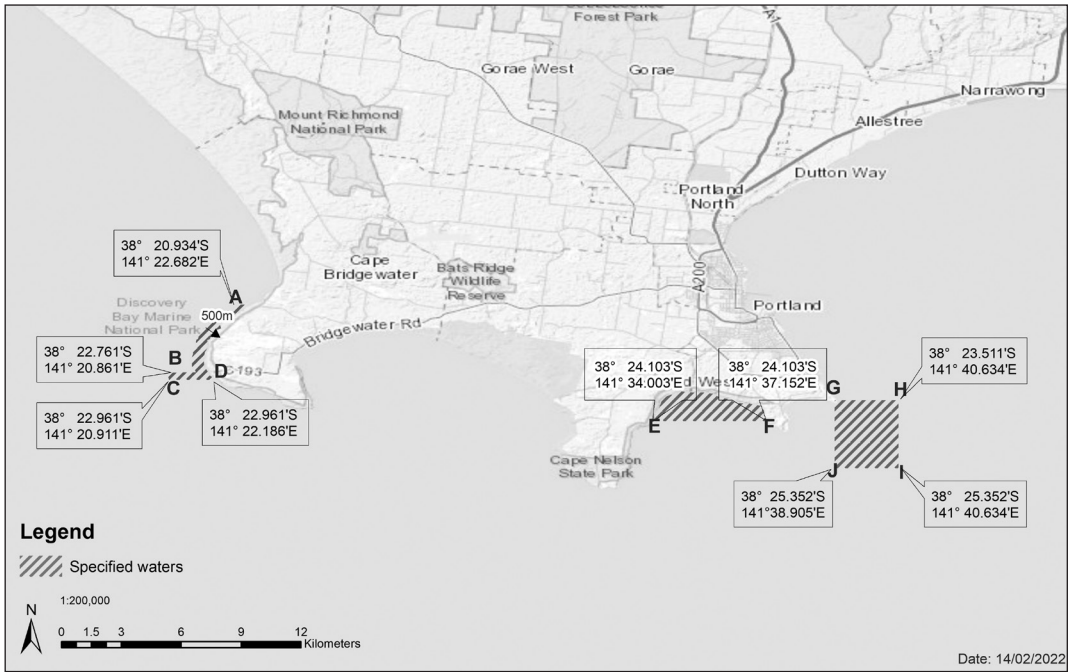 Forest Park
A1
Gorae West
Gorae
Narrawong
Mount Richmond
National Park
Allestree
Dutton Way
Portland
North
38° 20.934'S
141° 22.682'E
Cape
Bridgewater
Bats Ridge
Wildlife
Reserve
A200
A
Discovery
Bay Marine
National Park
500m
Portland
Bridgewater Rd
38° 22.761'S
141° 20.861'E
B
C
D
C193
38° 24.103'S
141° 34.003'E
38° 24.103'S
141° 37.152'E
d Wes
38° 23.511'S
141° 40.634'E
G
H
38° 22.961'S
141° 20.911'E
38° 22.961'S
141° 22.186'E
E
F
Cape Nelson
State Park
J
I
38° 25.352'S
141°38.905'E
38° 25.352'S
141° 40.634'E
Legend
Specified waters
1:200,000
N
0 1.5 3 6 9 12
Kilometers
Date: 14/02/2022